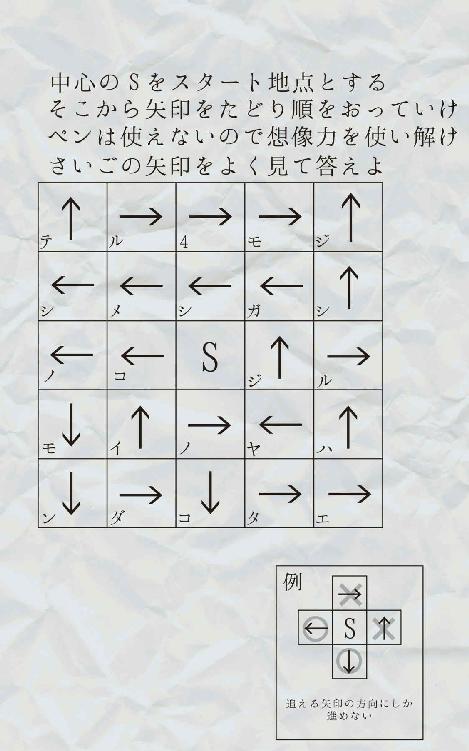 中心のSをスタート地点とする
そこから矢印をたどり順をおっていけ
ペンは使えないので想像力を使い解け
さいごの矢印をよく見て答えよ
↑ → → → ↑
テ ル 4 モ ジ
← ← ← ← ↑
シ メ シ ガ シ
← ← S ↑ →
ノ コ ジ ル
↓ ↑ → ← ↑
モ イ ノ ヤ ハ
↓ → ↓ → →
ン ダ コ タ エ
例
→
← S ↑
↓
追える矢印の方向にしか
進めない